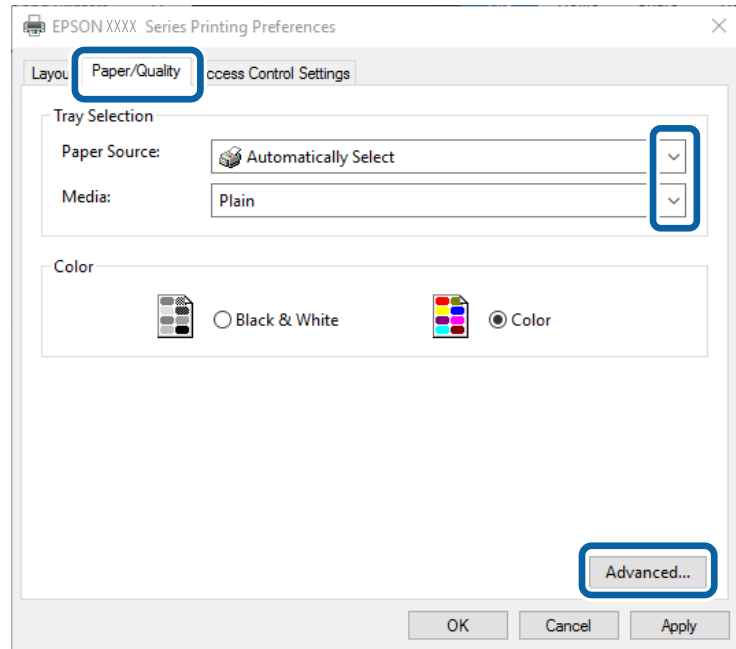 EPSON XXXX Series Printing Preferences
Layou Paper/Quality ccess Control Settings
Tray Selection
Paper Source: Automatically Select
Media: Plain
Color
Black & White Color
Advanced...
OK Cancel Apply